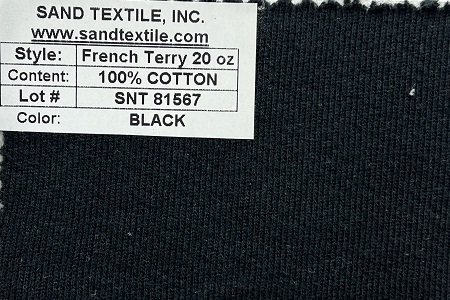 SAND TEXTILE, INC.
www.sandtextile.com
Style: French Terry 20 oz
Content: 100% COTTON
Lot # SNT 81567
Color: BLACK